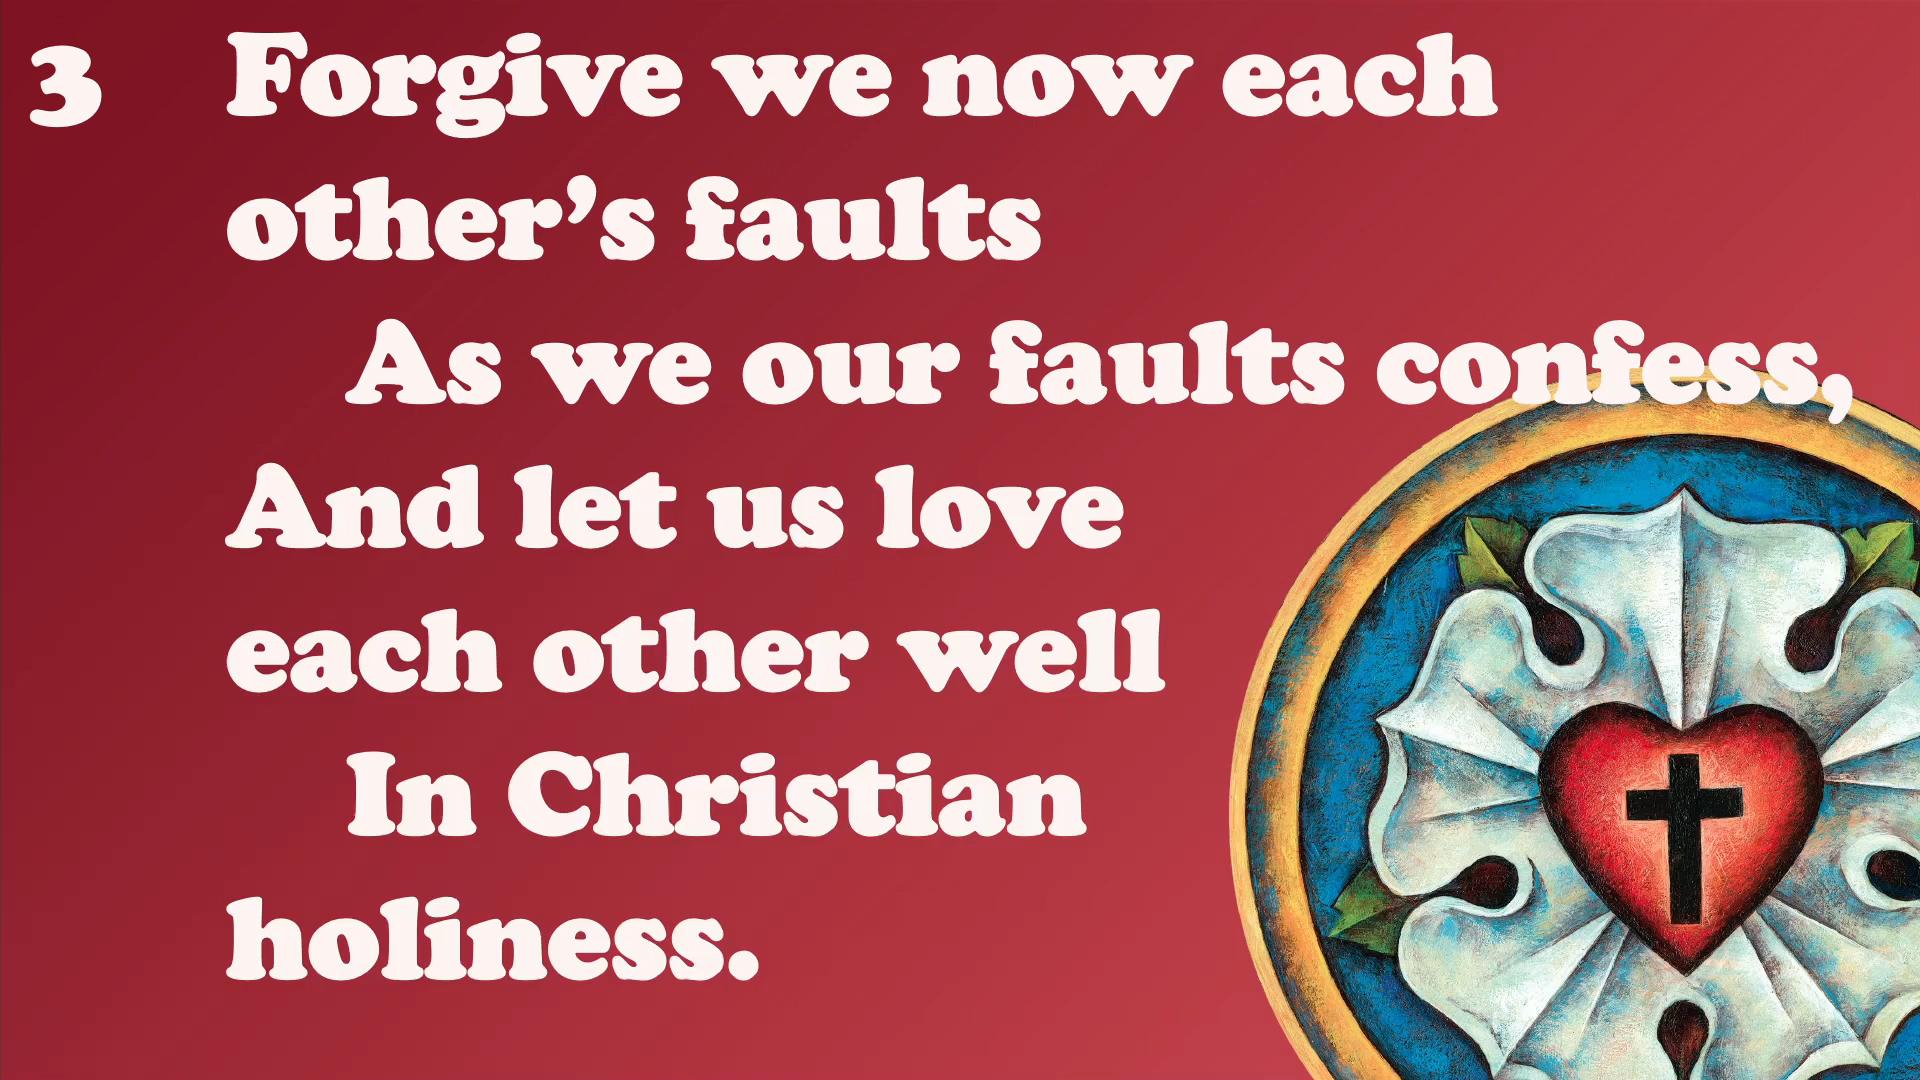 3 Forgive we now each
other’s faults
As we our faults confess,
And let us love
each other well
In Christian
holiness.